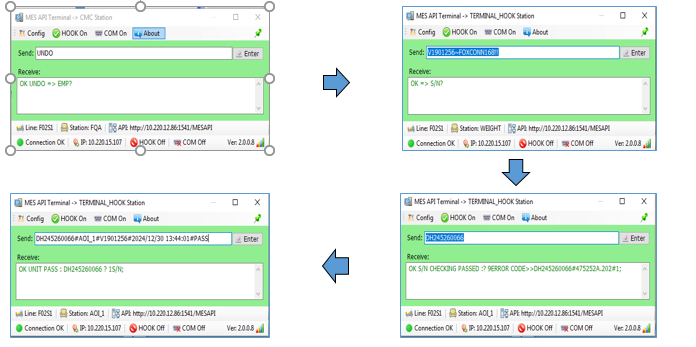 MES API Terminal -> CMC Station
Config HOOK On COM On About
Send: UNDO Enter
Receive:
OK UNDO => EMP?
Line: F02S1 Station: FQA API: http://10.220.12.86:1541/MESAPI
Connection OK IP: 10.220.15.107 HOOK Off COM Off Ver: 2.0.0.8
MES API Terminal -> TERMINAL_HOOK Station
Config HOOK On COM On About
Send: V1901256~FOXCONN168!! Enter
Receive:
OK => S/N?
Line: F02S1 Station: WEIGHT API: http://10.220.12.86:1541/MESAPI
Connection OK IP: 10.220.15.107 HOOK Off COM Off Ver: 2.0.0.8
MES API Terminal -> TERMINAL_HOOK Station
Config HOOK On COM On About
Send: DH245260066 Enter
Receive:
OK S/N CHECKING PASSED :? 9ERROR CODE>>DH245260066#475252A.202#1;
Line: F02S1 Station: AOI_1 API: http://10.220.12.86:1541/MESAPI
Connection OK IP: 10.220.15.107 HOOK Off COM Off Ver: 2.0.0.8
MES API Terminal -> TERMINAL_HOOK Station
Config HOOK On COM On About
Send: DH245260066#AOI_1#V1901256#2024/12/30 13:44:01#PASS Enter
Receive:
OK UNIT PASS : DH245260066 ? 1S/N;
Line: F02S1 Station: AOI_1 API: http://10.220.12.86:1541/MESAPI
Connection OK IP: 10.220.15.107 HOOK Off COM Off Ver: 2.0.0.8